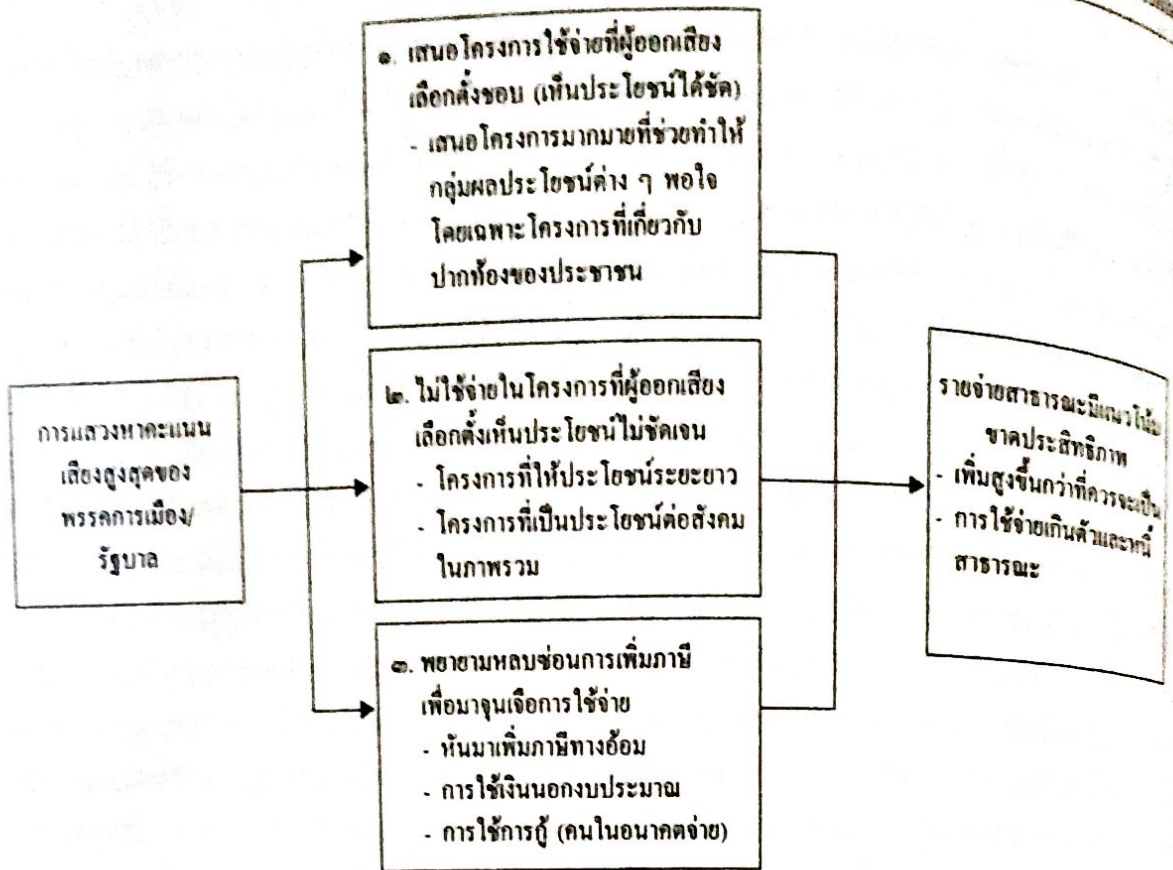 ๑. เสนอโครงการใช้จ่ายที่ผู้ออกเสียง
เลือกตั้งชอบ (เห็นประโยชน์ได้ชัด)
- เสนอโครงการมากมายที่ช่วยทำให้
กลุ่มผลประโยชน์ต่าง ๆ พอใจ
โดยเฉพาะโครงการที่เกี่ยวกับ
ปากท้องของประชาชน
การแสวงหาคะแนน
เสียงสูงสุดของ
พรรคการเมือง/
รัฐบาล
๒. ไม่ใช้จ่ายในโครงการที่ผู้ออกเสียง
เลือกตั้งเห็นประโยชน์ไม่ชัดเจน
- โครงการที่ให้ประโยชน์ระยะยาว
- โครงการที่เป็นประโยชน์ต่อสังคม
ในภาพรวม
๓. พยายามหลบซ่อนการเพิ่มภาษี
เพื่อมาจุนเจือการใช้จ่าย
- หันมาเพิ่มภาษีทางอ้อม
- การใช้เงินนอกงบประมาณ
- การใช้การกู้ (คนในอนาคตจ่าย)
รายจ่ายสาธารณะมีแนวโน้ม
ขาดประสิทธิภาพ
- เพิ่มสูงขึ้นกว่าที่ควรจะเป็น
- การใช้จ่ายเกินตัวและหนี้
สาธารณะ